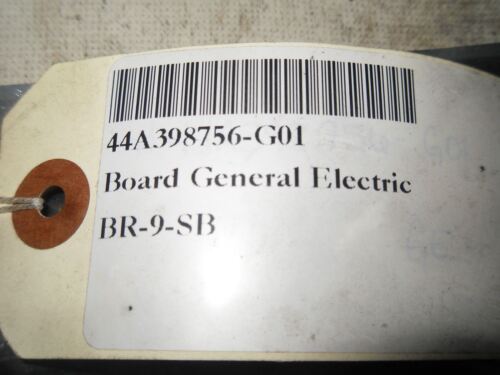 44A398756-G01
Board General Electric
BR-9-SB